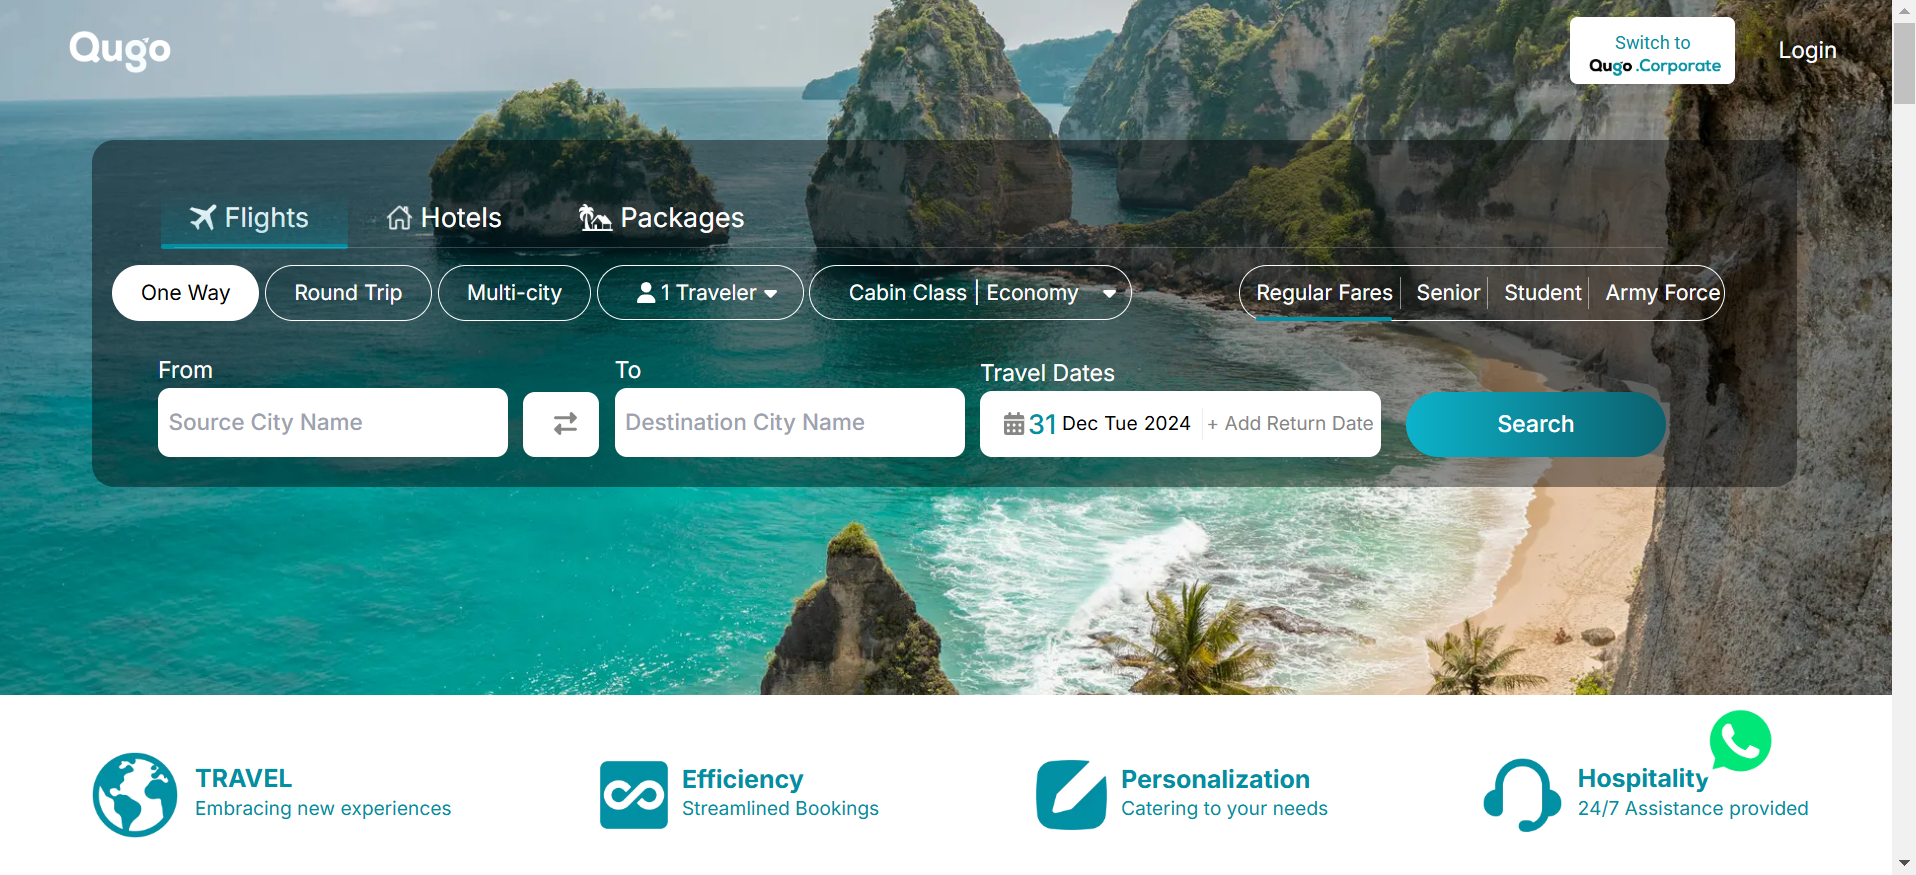 Qugo
Switch to
Qugo .Corporate
Login
Flights
Hotels
Packages
One Way
Round Trip
Multi-city
1 Traveler
Cabin Class | Economy
Regular Fares
Senior
Student
Army Force
From
To
Travel Dates
Source City Name
Destination City Name
31 Dec Tue 2024
+ Add Return Date
Search
TRAVEL
Embracing new experiences
Efficiency
Streamlined Bookings
Personalization
Catering to your needs
Hospitality
24/7 Assistance provided